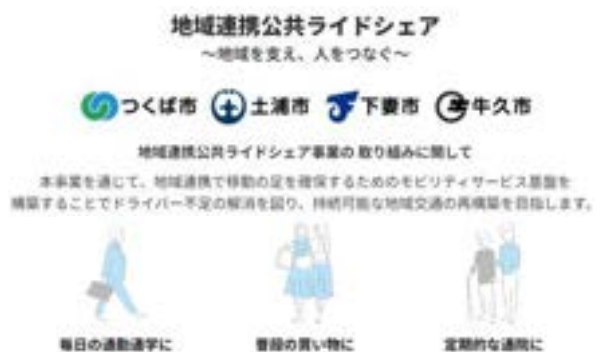 地域連携公共ライドシェア
〜地域を支え、人をつなぐ〜
つくば市 土浦市 下妻市 牛久市
地域連携公共ライドシェア事業の 取り組みに関して
本事業を通じて、地域連携で移動の足を確保するためのモビリティサービス基盤を
構築することでドライバー不足の解消を図り、持続可能な地域交通の再構築を目指します。
毎日の通勤通学に 普段の買い物に 定期的な通院に